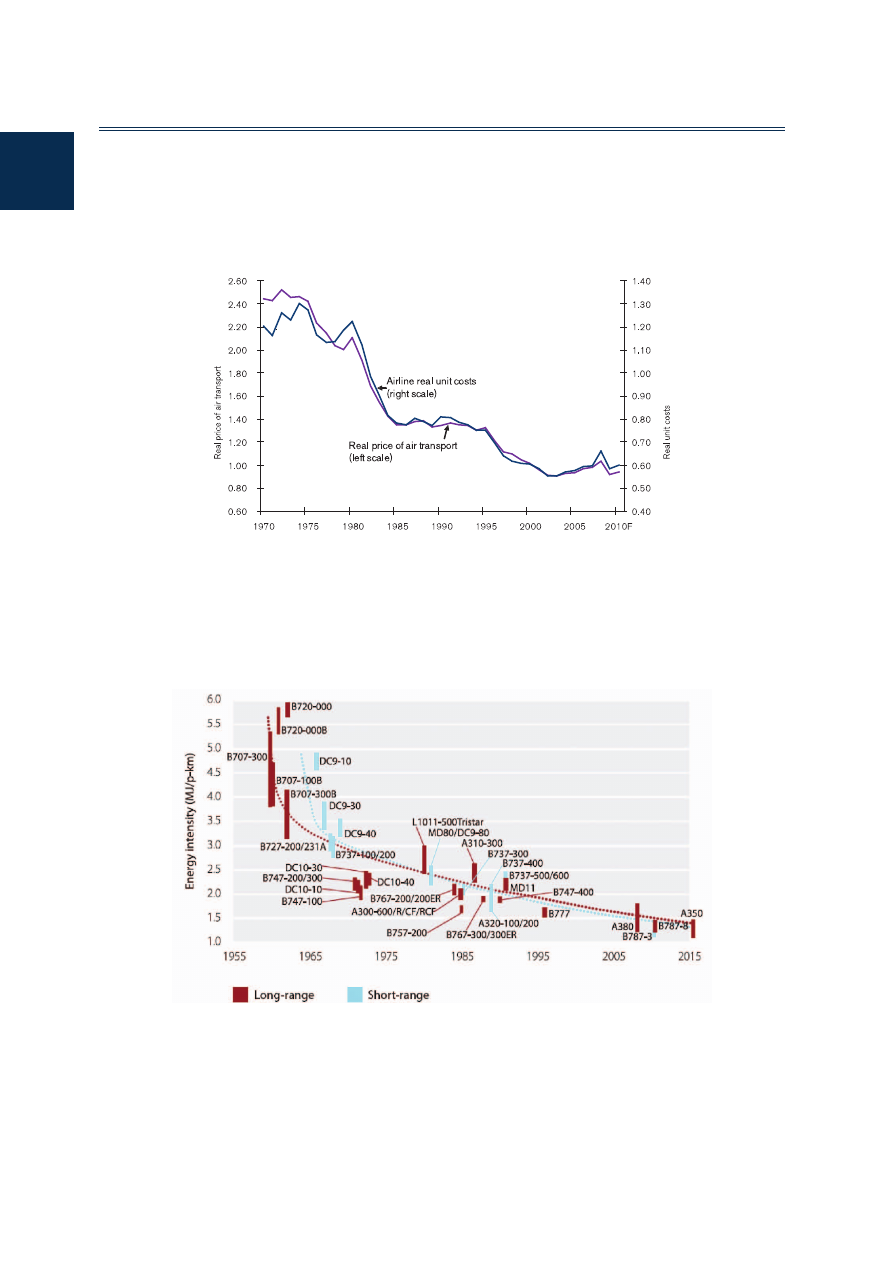 2.60
2.40
2.20
2.00
1.80
1.60
1.40
1.20
1.00
0.80
0.60
Real price of air transport
1.40
1.30
1.20
1.10
1.00
0.90
0.80
0.70
0.60
0.50
0.40
Real unit costs
Airline real unit costs
(right scale)
Real price of air transport
(left scale)
1970 1975 1980 1985 1990 1995 2000 2005 2010F
6.0
5.5
5.0
4.5
4.0
3.5
3.0
2.5
2.0
1.5
1.0
Energy intensity (MJ/p-km)
B720-000
B720-000B
B707-300
DC9-10
B707-100B
B707-300B
DC9-30
DC9-40
B727-200/231A
B737-100/200
L1011-500Tristar
MD80/DC9-80
A310-300
B737-300
B737-400
B737-500/600
DC10-30
B747-200/300
DC10-10
B747-100
DC10-40
B767-200/200ER
A300-600/R/CF/RCF
B757-200
MD11
B747-400
B777
A320-100/200
B767-300/300ER
A380
B787-3
B787-8
A350
1955 1965 1975 1985 1995 2005 2015
Long-range Short-range